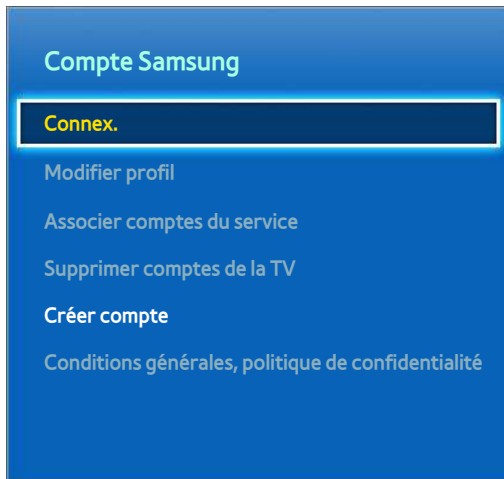 Compte Samsung
Connex.
Modifier profil
Associer comptes du service
Supprimer comptes de la TV
Créer compte
Conditions générales, politique de confidentialité